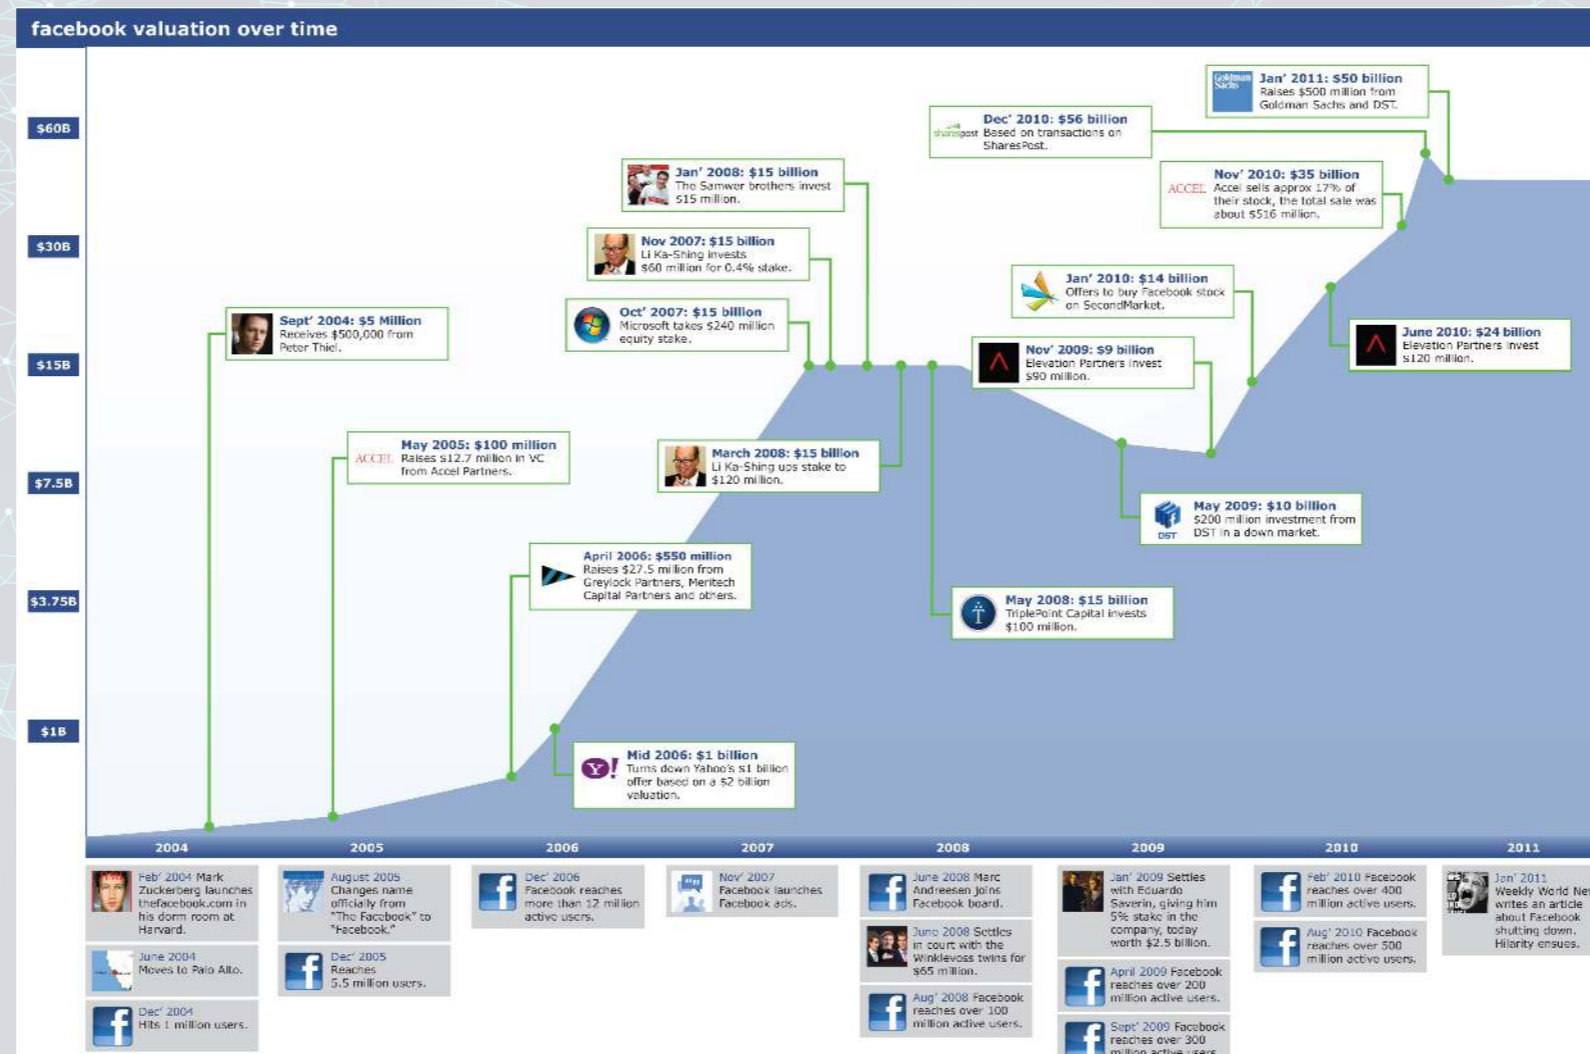 facebook valuation over time
$60B
$30B
$15B
$7.5B
$3.75B
$1B
Sept' 2004: $5 Million
Receives $500,000 from
Peter Thiel.
ACCEL
May 2005: $100 million
Raises $12.7 million in VC
from Accel Partners.
April 2006: $550 million
Raises $27.5 million from
Greylock Partners, Meritech
Capital Partners and others.
Y!
Mid 2006: $1 billion
Turns down Yahoo's $1 billion
offer based on a $2 billion
valuation.
Oct' 2007: $15 billion
Microsoft takes $240 million
equity stake.
Nov 2007: $15 billion
Li Ka-Shing invests
$60 million for 0.4% stake.
Jan' 2008: $15 billion
The Samwer brothers invest
$15 million.
March 2008: $15 billion
Li Ka-Shing ups stake to
$120 million.
May 2008: $15 billion
TriplePoint Capital invests
$100 million.
DST
May 2009: $10 billion
$200 million investment from
DST in a down market.
Nov' 2009: $9 billion
Elevation Partners invest
$90 million.
Jan' 2010: $14 billion
Offers to buy Facebook stock
on SecondMarket.
June 2010: $24 billion
Elevation Partners invest
$120 million.
ACCEL
Nov' 2010: $35 billion
Accel sells approx 17% of
their stock, the total sale was
about $516 million.
sharespost
Dec' 2010: $56 billion
Based on transactions on
SharesPost.
Goldman
Sachs
Jan' 2011: $50 billion
Raises $500 million from
Goldman Sachs and DST.
2004
2005
2006
2007
2008
2009
2010
2011
Feb' 2004 Mark
Zuckerberg launches
thefacebook.com in
his dorm room at
Harvard.
June 2004
Moves to Palo Alto.
Dec' 2004
Hits 1 million users.
August 2005
Changes name
officially from
"The Facebook" to
"Facebook."
Dec' 2005
Reaches
5.5 million users.
Dec' 2006
Facebook reaches
more than 12 million
active users.
Nov' 2007
Facebook launches
Facebook ads.
June 2008 Marc
Andreesen joins
Facebook board.
June 2008 Settles
in court with the
Winklevoss twins for
$65 million.
Aug' 2008 Facebook
reaches over 100
million active users.
Jan' 2009 Settles
with Eduardo
Saverin, giving him
5% stake in the
company, today
worth $2.5 billion.
April 2009 Facebook
reaches over 200
million active users.
Sept' 2009 Facebook
reaches over 300
million active users
Feb' 2010 Facebook
reaches over 400
million active users.
Aug' 2010 Facebook
reaches over 500
million active users.
Jan' 2011
Weekly World Ne
writes an article
about Facebook
shutting down.
Hilarity ensues.